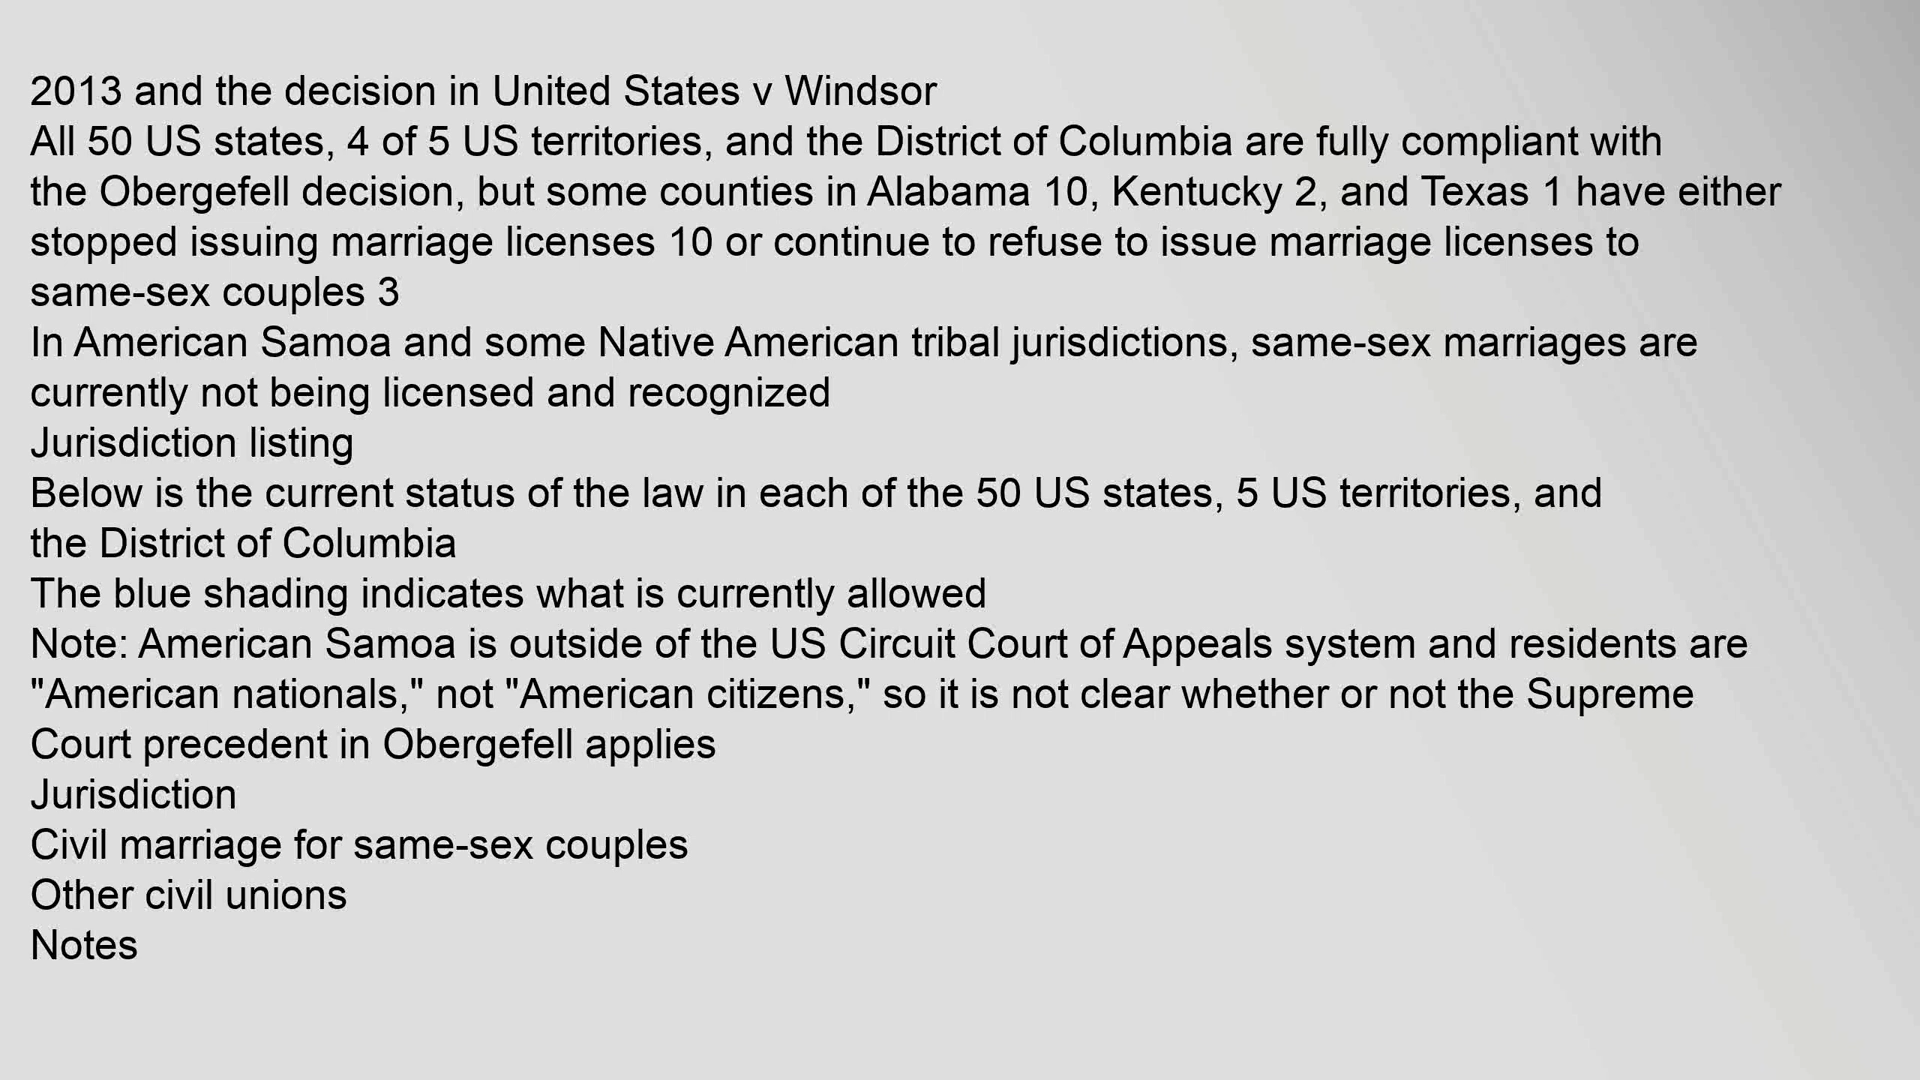 2013 and the decision in United States v Windsor
All 50 US states, 4 of 5 US territories, and the District of Columbia are fully compliant with
the Obergefell decision, but some counties in Alabama 10, Kentucky 2, and Texas 1 have either
stopped issuing marriage licenses 10 or continue to refuse to issue marriage licenses to
same-sex couples 3
In American Samoa and some Native American tribal jurisdictions, same-sex marriages are
currently not being licensed and recognized
Jurisdiction listing
Below is the current status of the law in each of the 50 US states, 5 US territories, and
the District of Columbia
The blue shading indicates what is currently allowed
Note: American Samoa is outside of the US Circuit Court of Appeals system and residents are
"American nationals," not "American citizens," so it is not clear whether or not the Supreme
Court precedent in Obergefell applies
Jurisdiction
Civil marriage for same-sex couples
Other civil unions
Notes